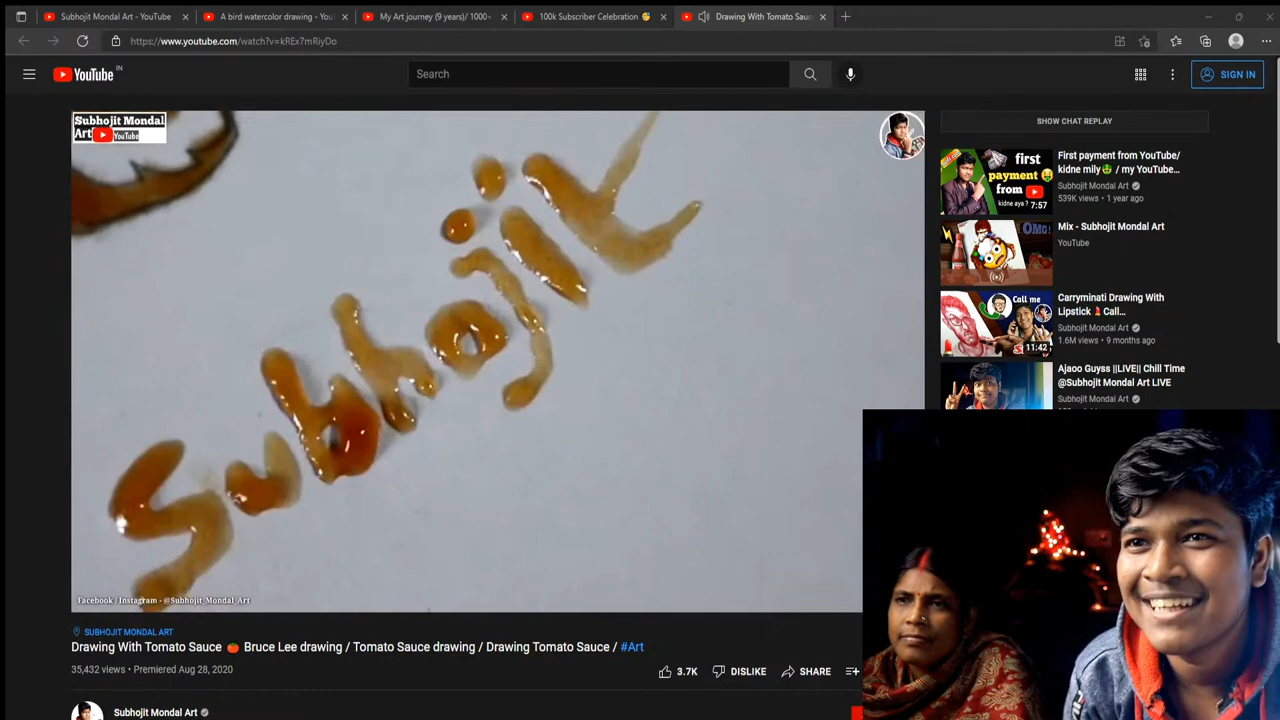 Subhojit Mondal Art - YouTube
A bird watercolor drawing - You
My Art journey (9 years)/ 1000+
100k Subscriber Celebration
Drawing With Tomato Sauc
https://www.youtube.com/watch?v=kREx7mRiyDo
YouTube IN
Search
SIGN IN
Subhojit Mondal
Art YouTube
Subhojit
Facebook / Instagram - @Subhojit_Mondal_Art
SUBHOJIT MONDAL ART
Drawing With Tomato Sauce 🍅 Bruce Lee drawing / Tomato Sauce drawing / Drawing Tomato Sauce / #Art
35,432 views • Premiered Aug 28, 2020
3.7K
DISLIKE
SHARE
Subhojit Mondal Art
SHOW CHAT REPLAY
first
payment
from
kidne aya ?
7:57
First payment from YouTube/
kidne mily🤑 / my YouTube...
Subhojit Mondal Art
539K views • 1 year ago
OMG!
Mix - Subhojit Mondal Art
YouTube
Call me
11:42
Carryminati Drawing With
Lipstick 💄 Call...
Subhojit Mondal Art
1.6M views • 9 months ago
Ajaoo Guyss ||LIVE|| Chill Time
@Subhojit Mondal Art LIVE
Subhojit Mondal Art